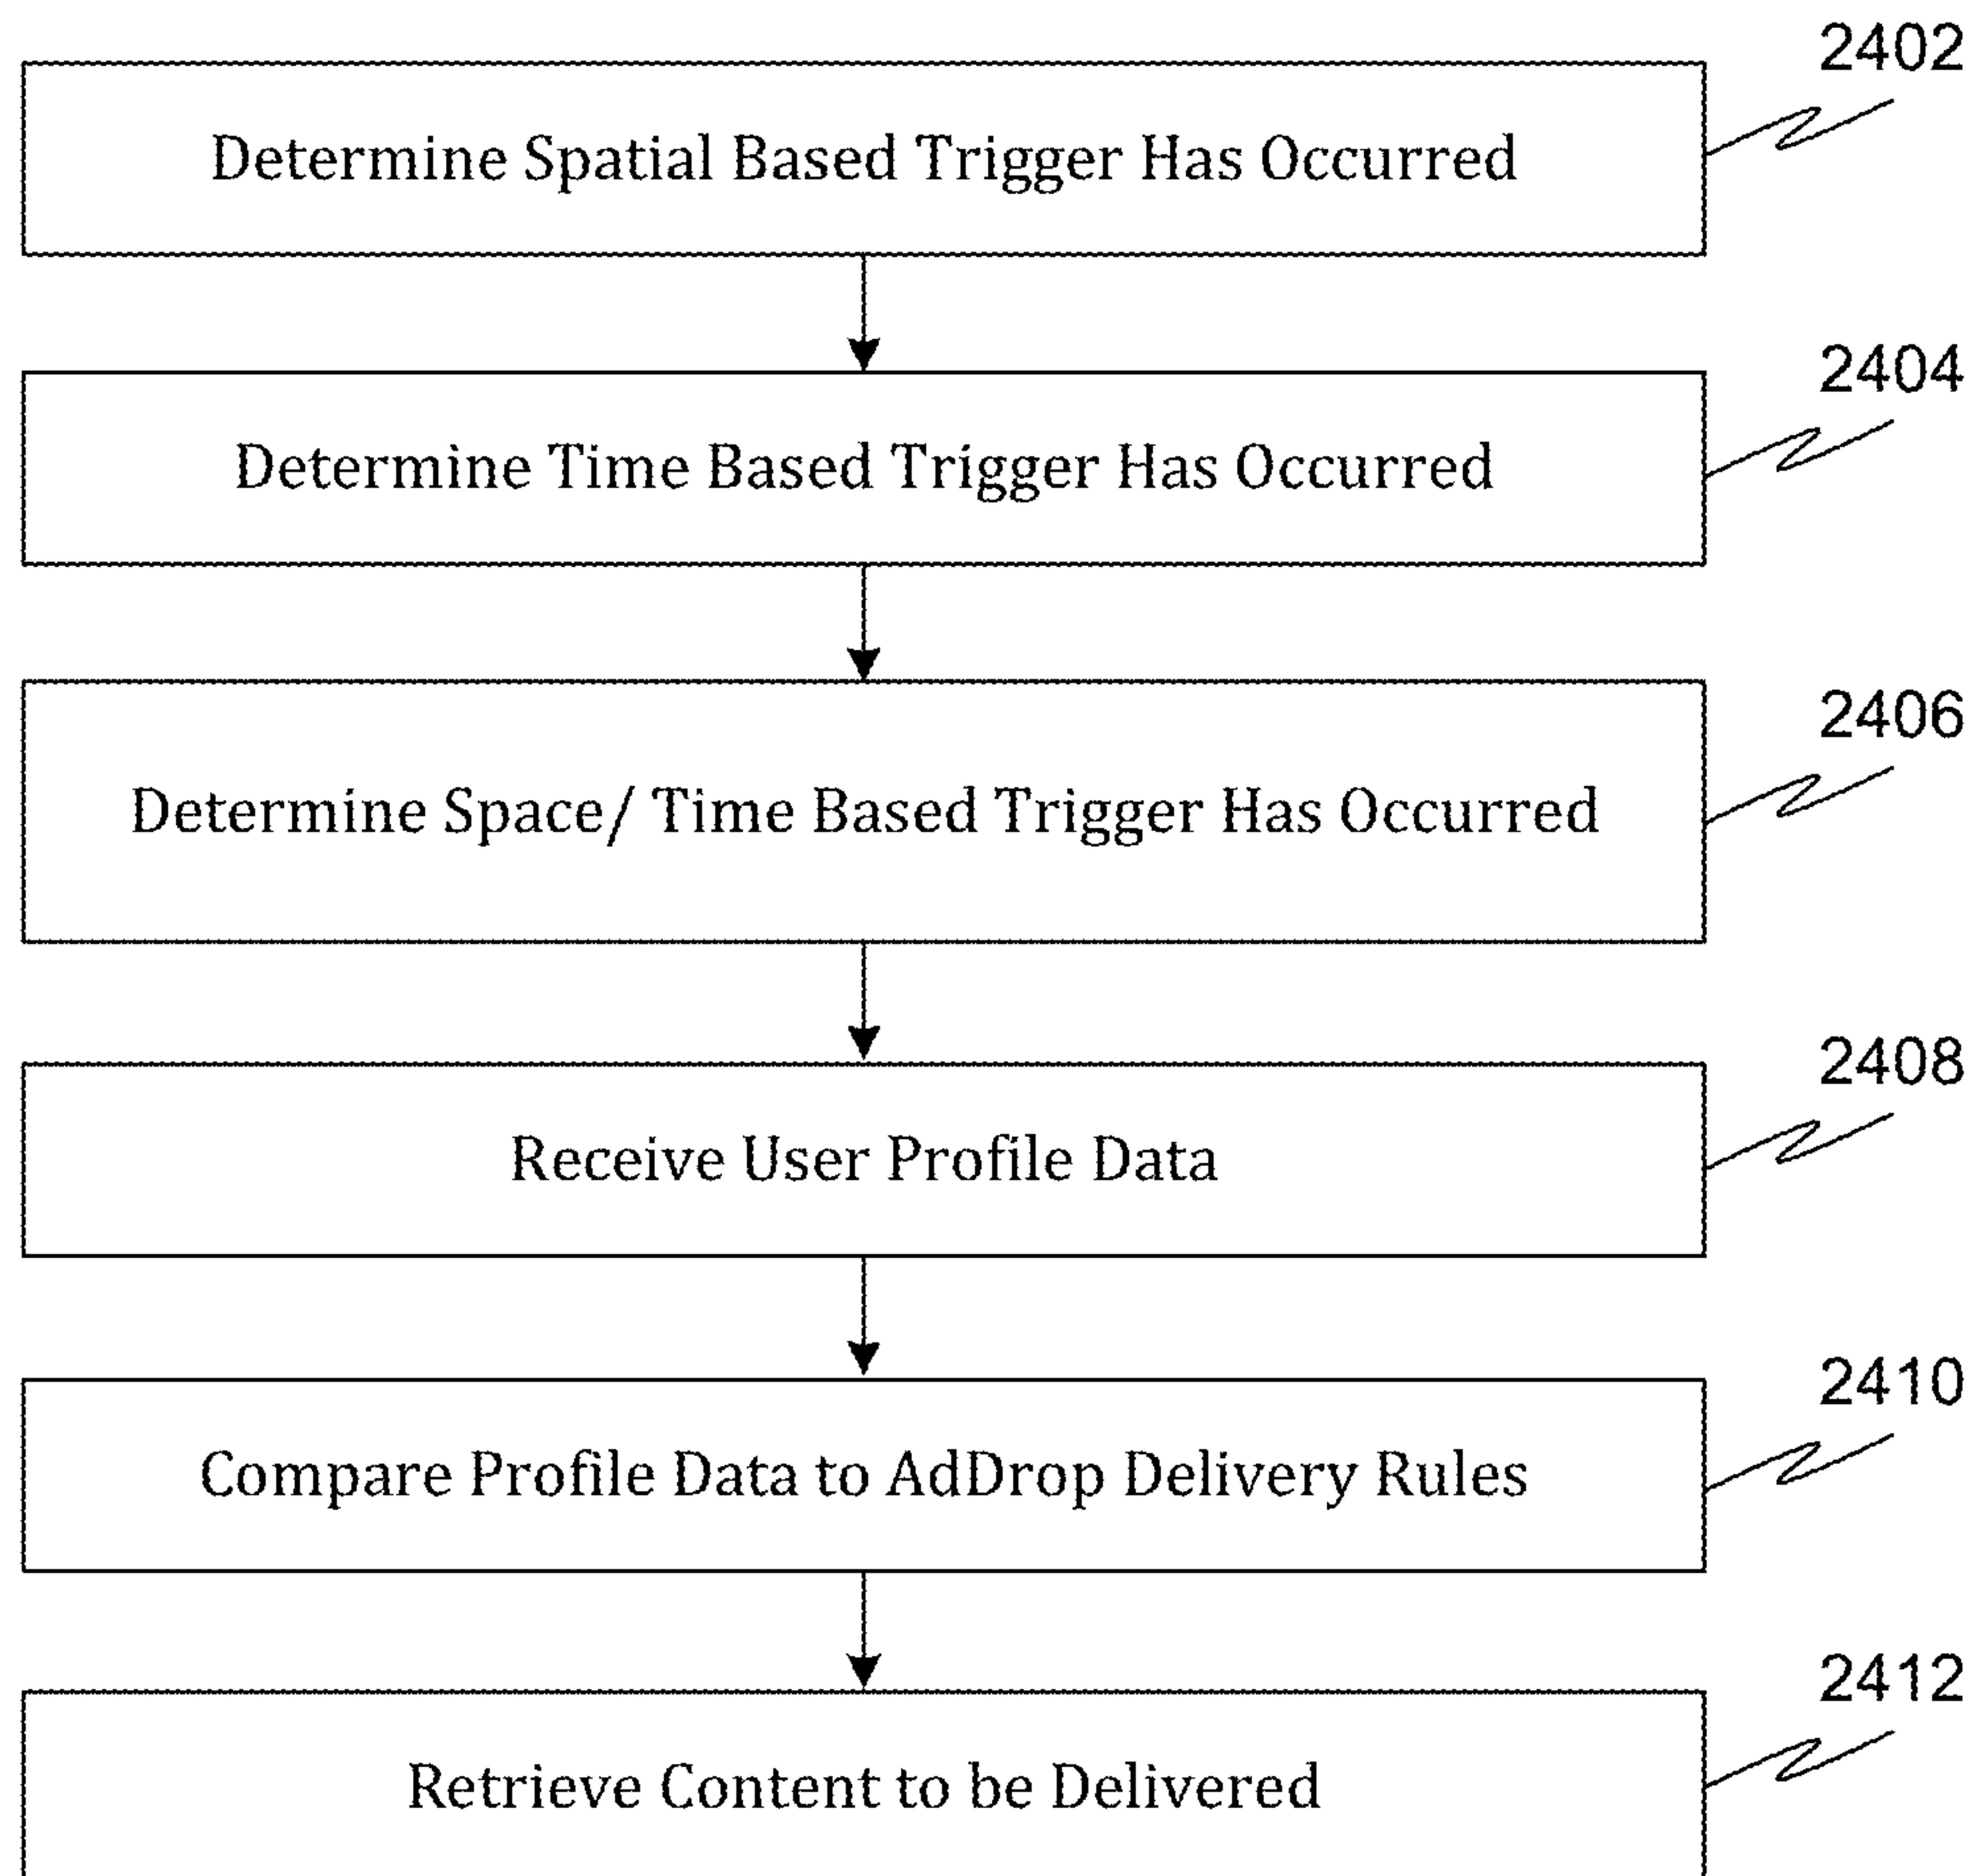 2402
Determine Spatial Based Trigger Has Occurred
2404
Determine Time Based Trigger Has Occurred
2406
Determine Space/ Time Based Trigger Has Occurred
2408
Receive User Profile Data
2410
Compare Profile Data to AdDrop Delivery Rules
2412
Retrieve Content to be Delivered